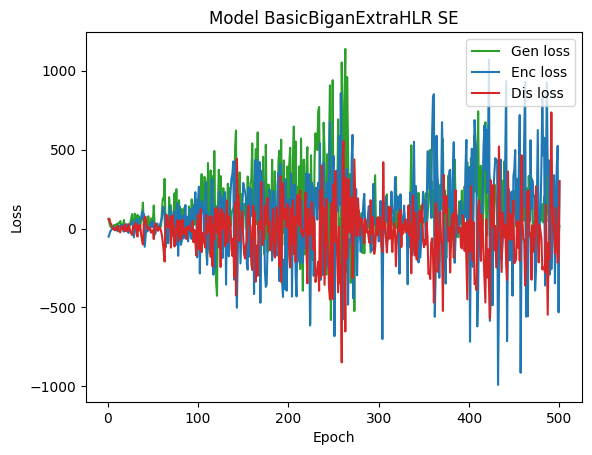 Model BasicBiganExtraHLR SE
Gen loss
Enc loss
Dis loss
1000
500
0
−500
−1000
Loss
0
100
200
300
400
500
Epoch